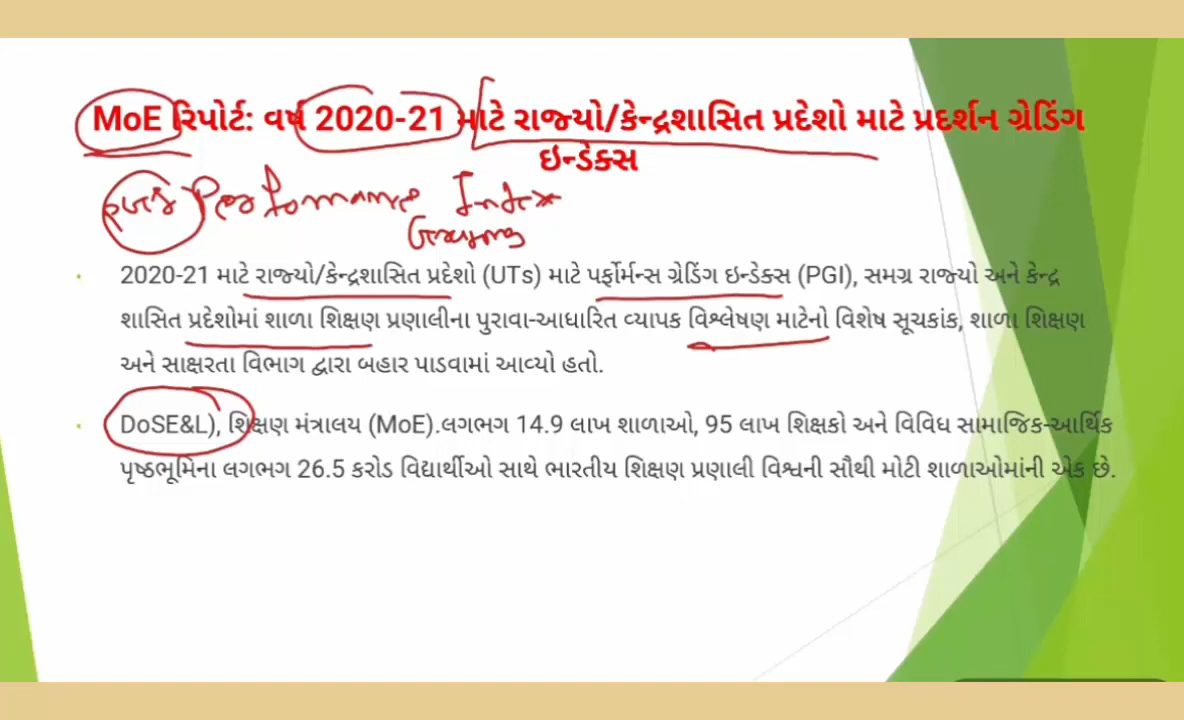 MoE રિપોર્ટ: વર્ષ 2020-21 માટે રાજ્યો/કેન્દ્રશાસિત પ્રદેશો માટે પ્રદર્શન ગ્રેડિંગ
ઇન્ડેક્સ
Index
2020-21 માટે રાજ્યો/કેન્દ્રશાસિત પ્રદેશો (UTs) માટે પર્ફોર્મન્સ ગ્રેડિંગ ઇન્ડેક્સ (PGI), સમગ્ર રાજ્યો અને કેન્દ્ર
શાસિત પ્રદેશોમાં શાળા શિક્ષણ પ્રણાલીના પુરાવા-આધારિત વ્યાપક વિશ્લેષણ માટેનો વિશેષ સૂચકાંક, શાળા શિક્ષણ
અને સાક્ષરતા વિભાગ દ્વારા બહાર પાડવામાં આવ્યો હતો.
DoSE&L), શિક્ષણ મંત્રાલય (MoE).લગભગ 14.9 લાખ શાળાઓ, 95 લાખ શિક્ષકો અને વિવિધ સામાજિક-આર્થિક
પૃષ્ઠભૂમિના લગભગ 26.5 કરોડ વિદ્યાર્થીઓ સાથે ભારતીય શિક્ષણ પ્રણાલી વિશ્વની સૌથી મોટી શાળાઓમાંની એક છે.